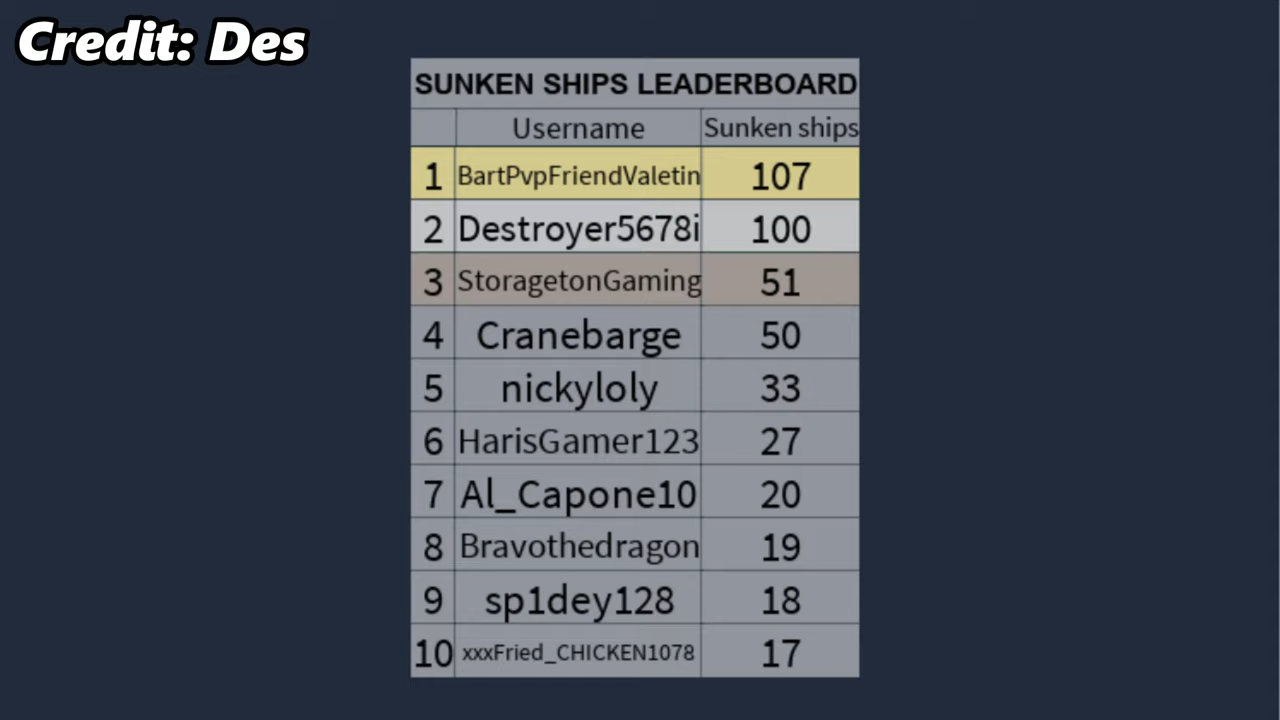 Credit: Des
SUNKEN SHIPS LEADERBOARD
Username Sunken ships
1 BartPvpFriendValetin 107
2 Destroyer5678i 100
3 StoragetonGaming 51
4 Cranebarge 50
5 nickyloly 33
6 HarisGamer123 27
7 Al_Capone10 20
8 Bravothedragon 19
9 sp1dey128 18
10 xxxFried_CHICKEN1078 17